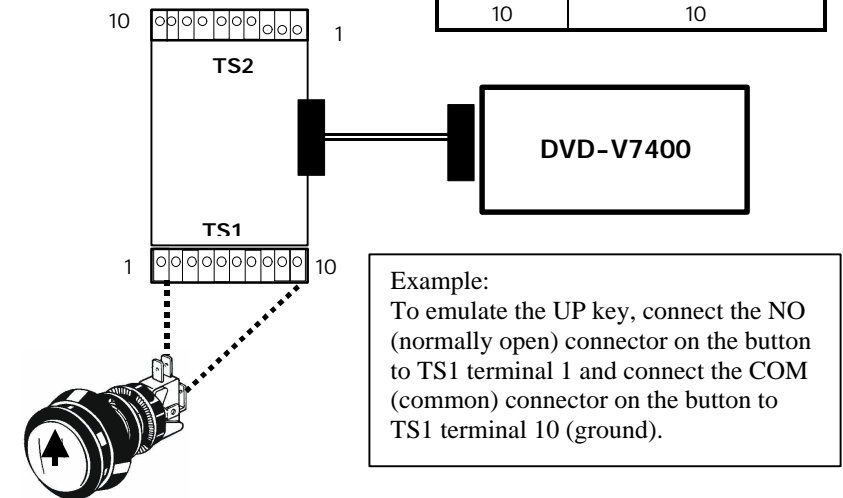 10 10
10
1
TS2
DVD-V7400
TS1
1
10
Example:
To emulate the UP key, connect the NO
(normally open) connector on the button
to TS1 terminal 1 and connect the COM
(common) connector on the button to
TS1 terminal 10 (ground).